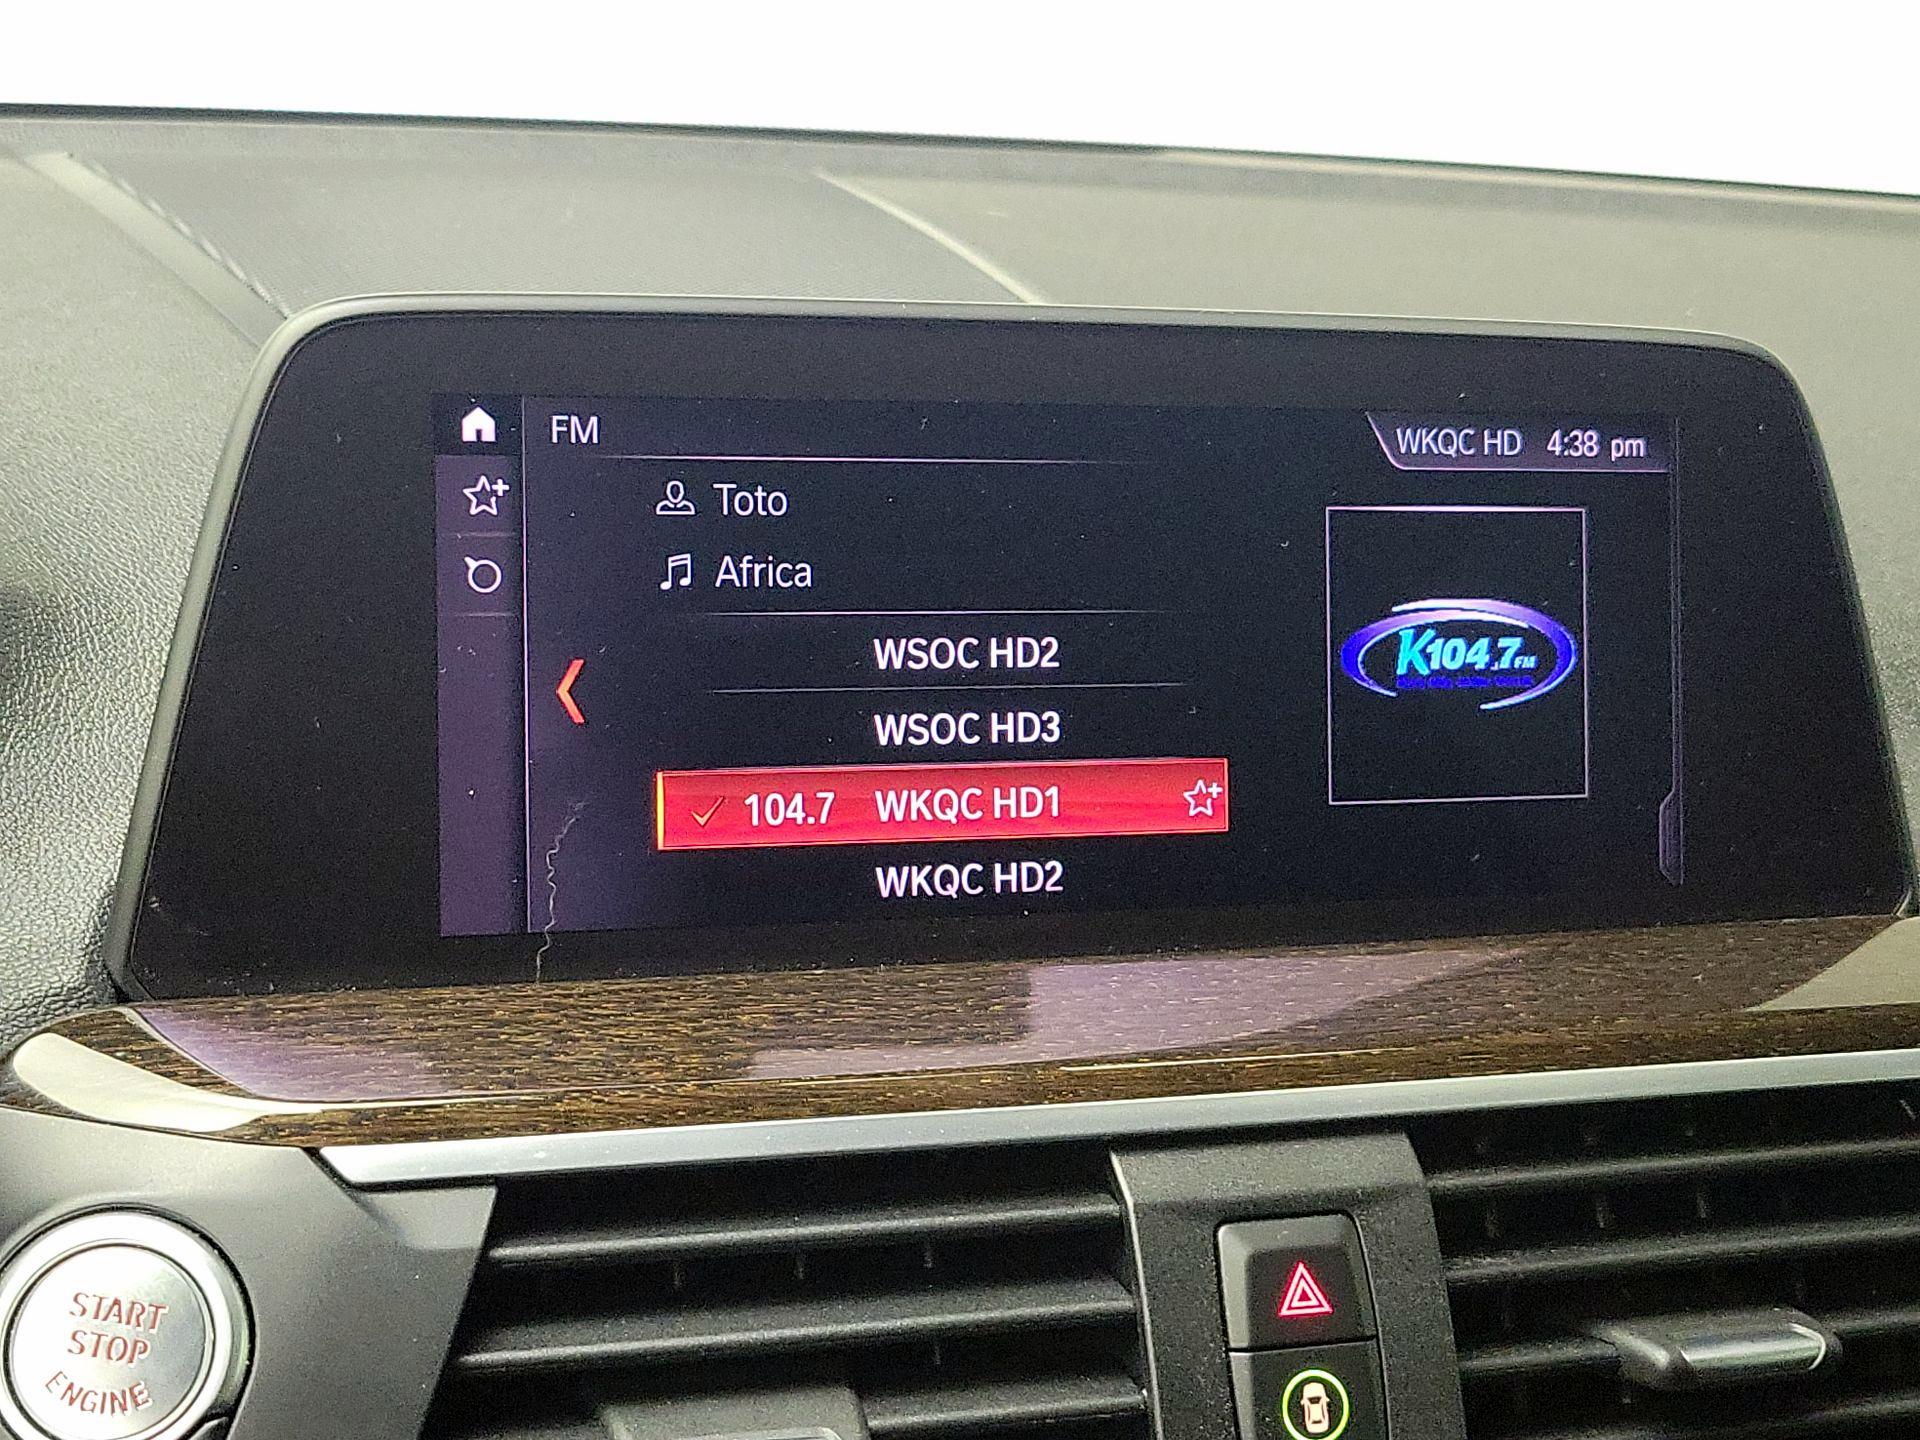 FM
WKQC HD 4:38 pm
Toto
Africa
WSOC HD2
WSOC HD3
104.7 WKQC HD1
WKQC HD2
K104.7 FM
START
STOP
ENGINE